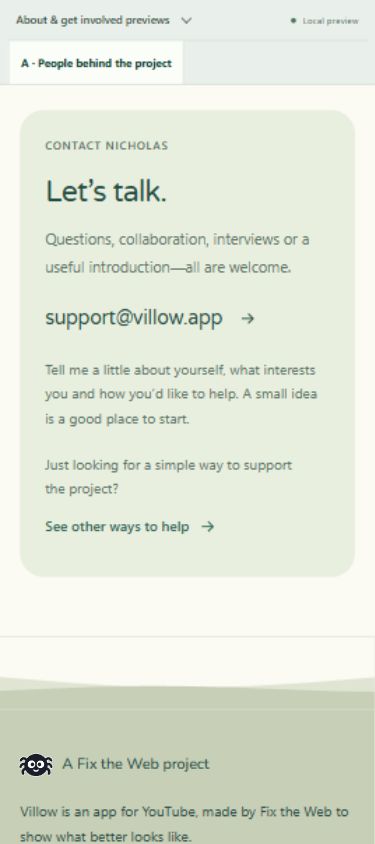 About & get involved previews
Local preview
A · People behind the project
CONTACT NICHOLAS
Let's talk.
Questions, collaboration, interviews or a
useful introduction—all are welcome.
support@villow.app →
Tell me a little about yourself, what interests
you and how you'd like to help. A small idea
is a good place to start.
Just looking for a simple way to support
the project?
See other ways to help →
A Fix the Web project
Villow is an app for YouTube, made by Fix the Web to
show what better looks like.